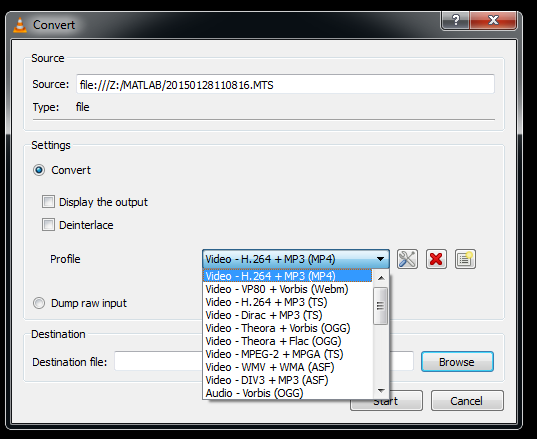 Convert
Source
Source: file:///Z:/MATLAB/20150128110816.MTS
Type: file
Settings
Convert
Display the output
Deinterlace
Profile Video - H.264 + MP3 (MP4)
Video - H.264 + MP3 (MP4)
Video - VP80 + Vorbis (Webm)
Video - H.264 + MP3 (TS)
Dump raw input
Video - Dirac + MP3 (TS)
Video - Theora + Vorbis (OGG)
Destination
Video - Theora + Flac (OGG)
Video - MPEG-2 + MPGA (TS)
Destination file: Browse
Video - WMV + WMA (ASF)
Video - DIV3 + MP3 (ASF)
Audio - Vorbis (OGG)
Start Cancel